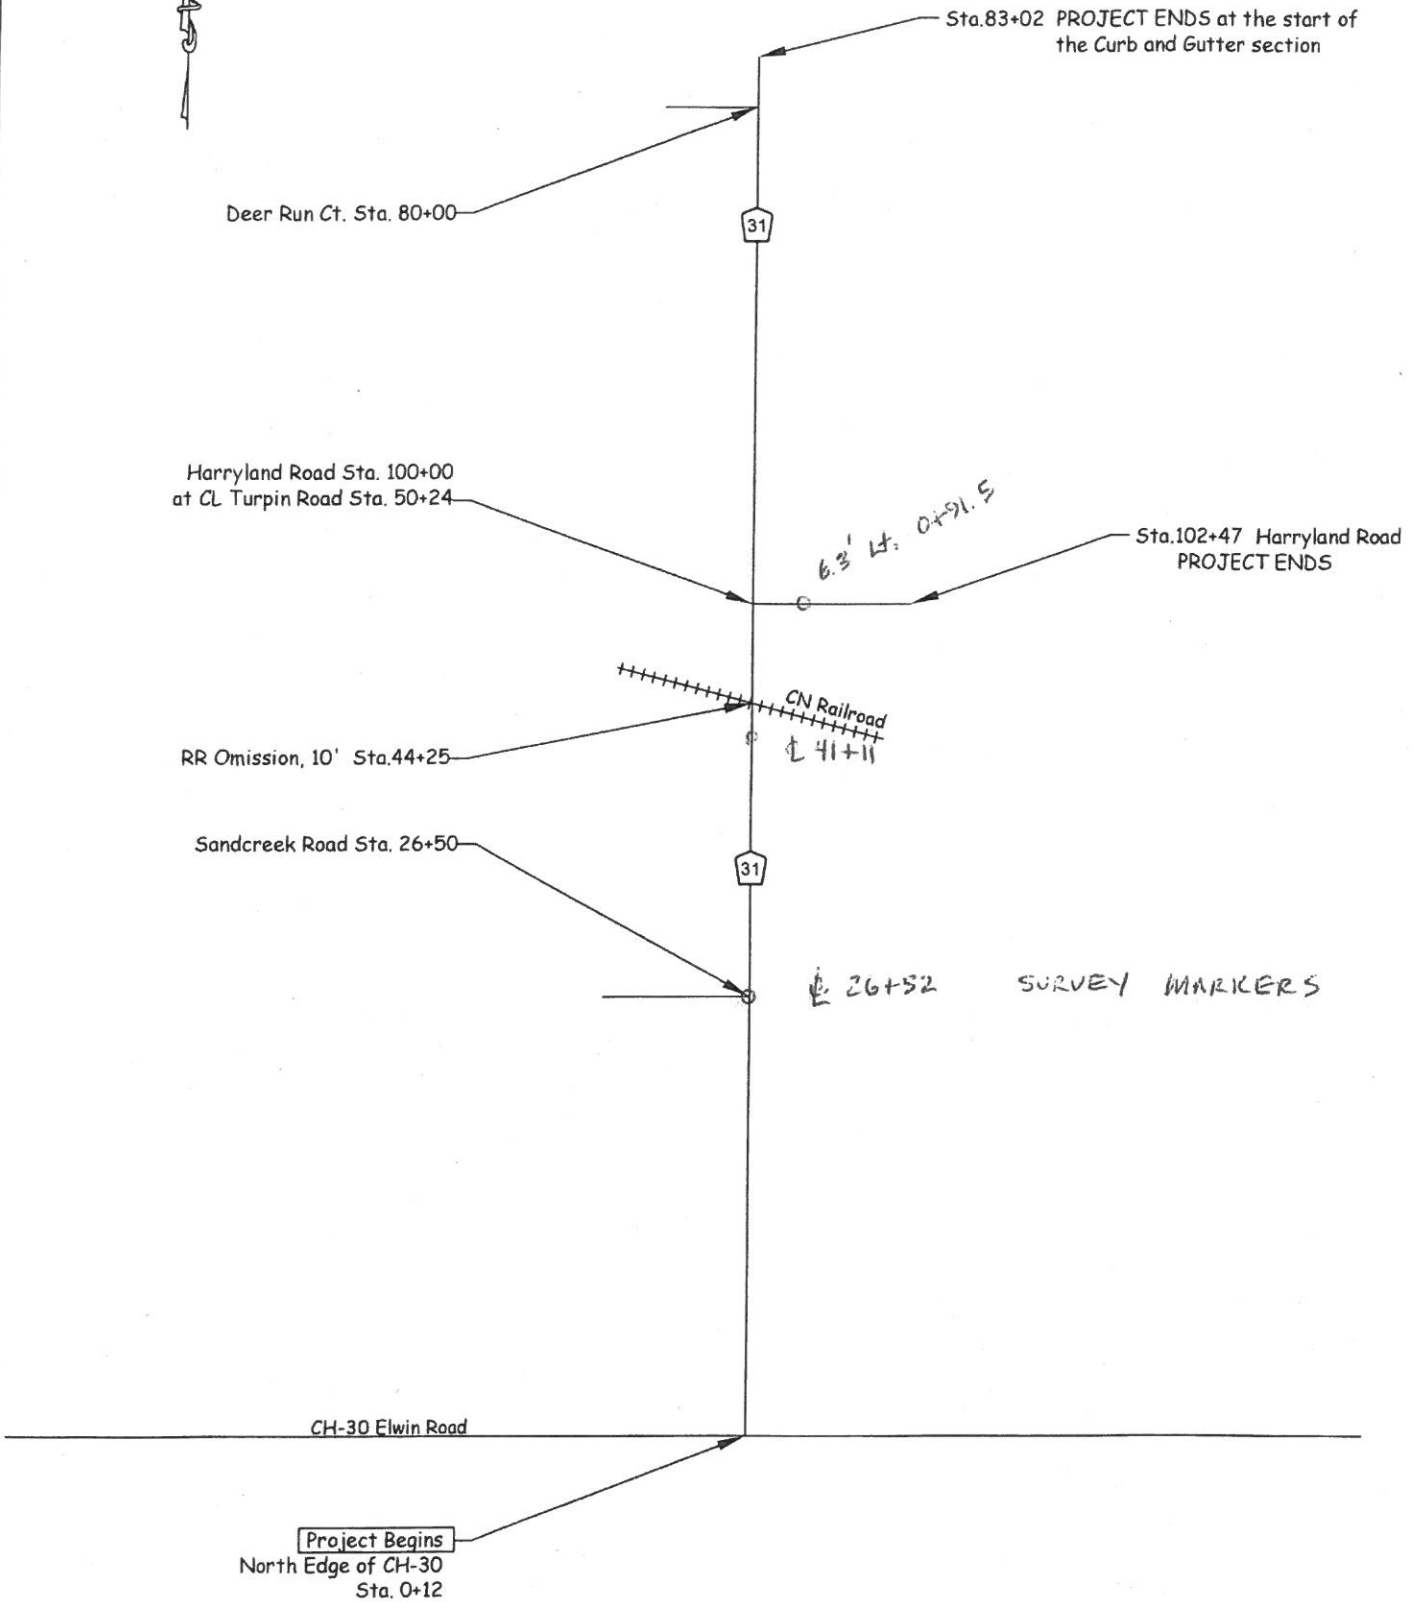 Sta.83+02 PROJECT ENDS at the start of
the Curb and Gutter section
Deer Run Ct. Sta. 80+00
31
Harryland Road Sta. 100+00
at CL Turpin Road Sta. 50+24
6.3' Lt. 0+91.5
Sta.102+47 Harryland Road
PROJECT ENDS
CN Railroad
RR Omission, 10' Sta.44+25
℄ 41+11
Sandcreek Road Sta. 26+50
31
℄ 26+52 SURVEY MARKERS
CH-30 Elwin Road
Project Begins
North Edge of CH-30
Sta. 0+12